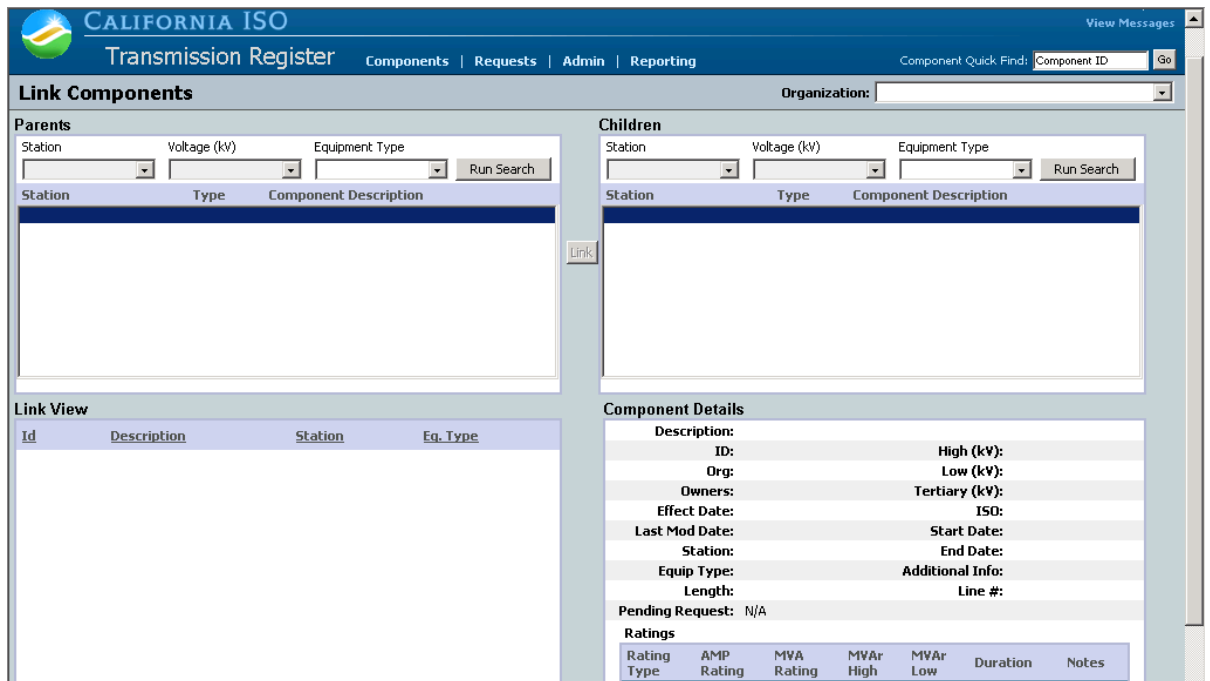 CALIFORNIA ISO
View Messages
Transmission Register
Components | Requests | Admin | Reporting
Component Quick Find: Component ID Go
Link Components
Organization:
Parents
Station Voltage (kV) Equipment Type
Run Search
Station Type Component Description
Link
Children
Station Voltage (kV) Equipment Type
Run Search
Station Type Component Description
Link View
Id Description Station Eq. Type
Component Details
Description:
ID: High (kV):
Org: Low (kV):
Owners: Tertiary (kV):
Effect Date: ISO:
Last Mod Date: Start Date:
Station: End Date:
Equip Type: Additional Info:
Length: Line #:
Pending Request: N/A
Ratings
Rating AMP MVA MVAr MVAr Duration Notes
Type Rating Rating High Low